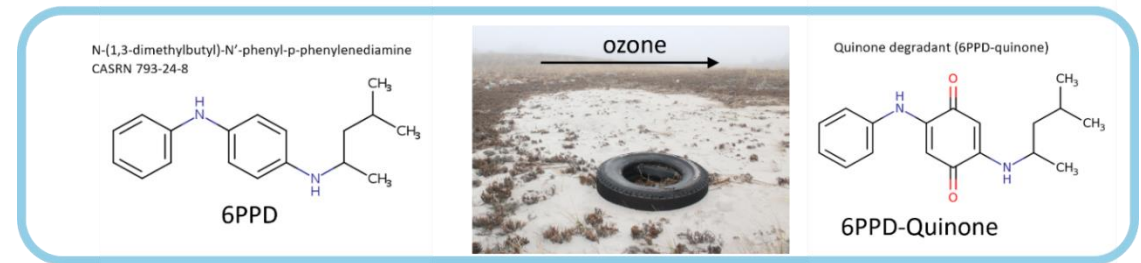 N-(1,3-dimethylbutyl)-N′-phenyl-p-phenylenediamine
CASRN 793-24-8
H
N
CH₃
CH₃
N
H
CH₃
6PPD
ozone
Quinone degradant (6PPD-quinone)
O
CH₃
H
N
CH₃
N
H
CH₃
O
6PPD-Quinone